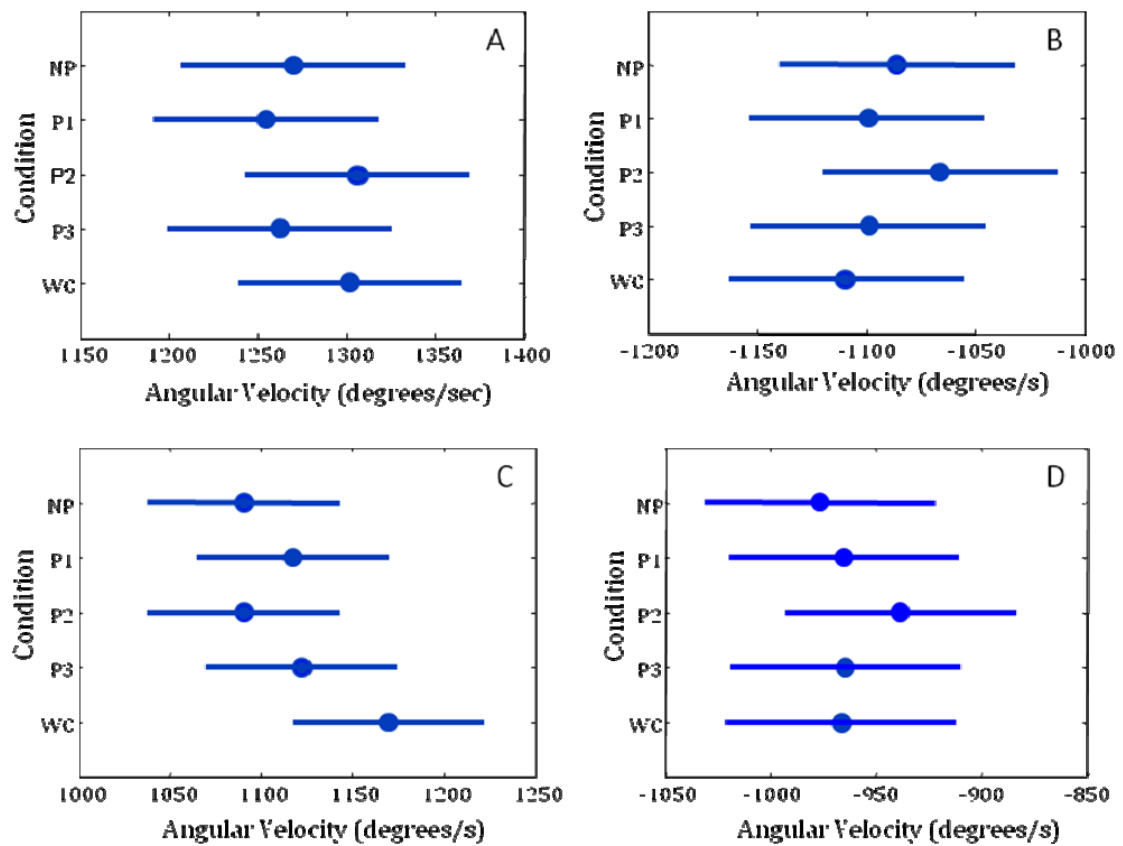 A
Condition
NP
P1
P2
P3
WC
1150 1200 1250 1300 1350 1400
Angular Velocity (degrees/sec)
B
Condition
NP
P1
P2
P3
WC
-1200 -1150 -1100 -1050 -1000
Angular Velocity (degrees/s)
C
Condition
NP
P1
P2
P3
WC
1000 1050 1100 1150 1200 1250
Angular Velocity (degrees/s)
D
Condition
NP
P1
P2
P3
WC
-1050 -1000 -950 -900 -850
Angular Velocity (degrees/s)